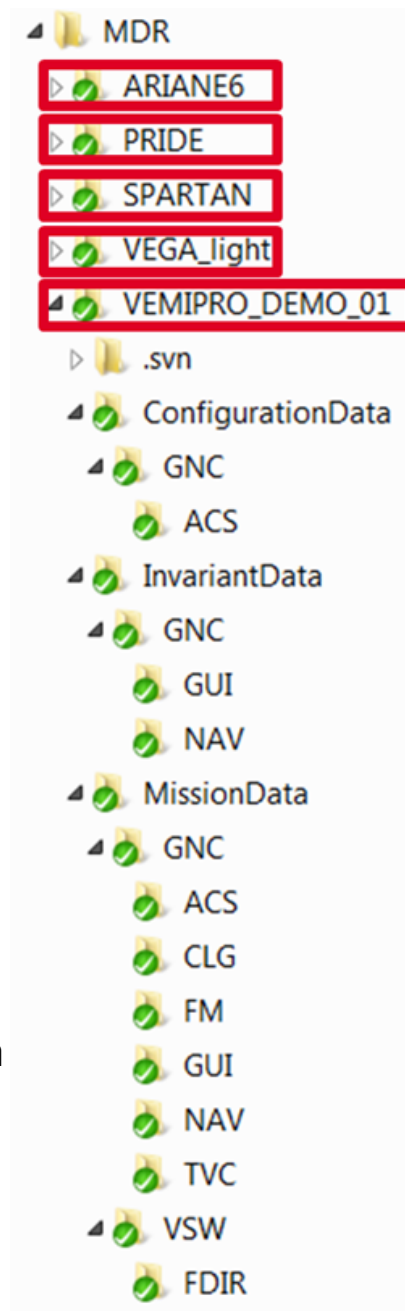 MDR
ARIANE6
PRIDE
SPARTAN
VEGA_light
VEMIPRO_DEMO_01
.svn
ConfigurationData
GNC
ACS
InvariantData
GNC
GUI
NAV
MissionData
GNC
ACS
CLG
FM
GUI
NAV
TVC
VSW
FDIR